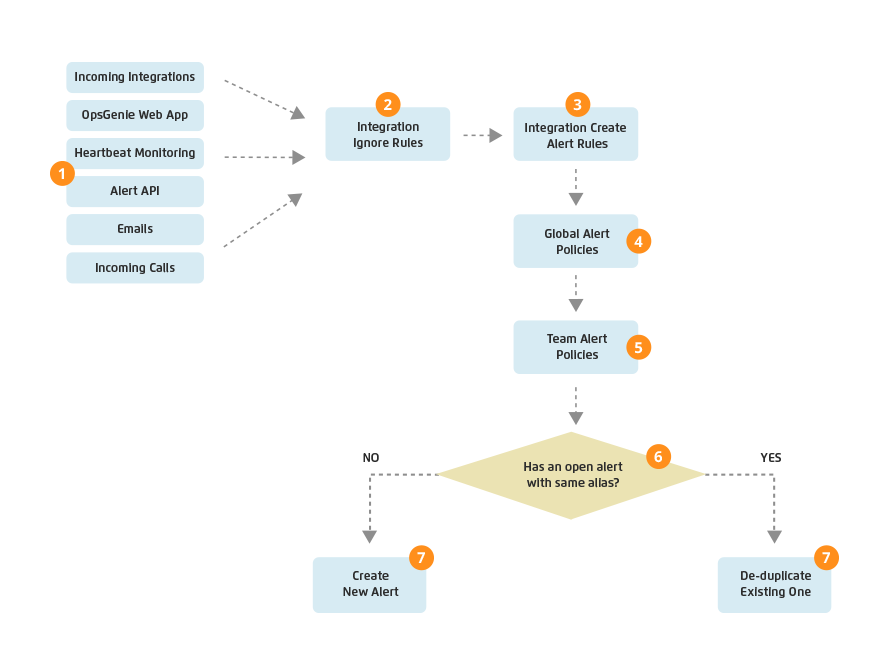 Incoming Integrations
OpsGenie Web App
Heartbeat Monitoring
1
Alert API
Emails
Incoming Calls
2
Integration
Ignore Rules
3
Integration Create
Alert Rules
Global Alert
Policies
4
Team Alert
Policies
5
6
Has an open alert
with same alias?
NO
YES
7
Create
New Alert
7
De-duplicate
Existing One